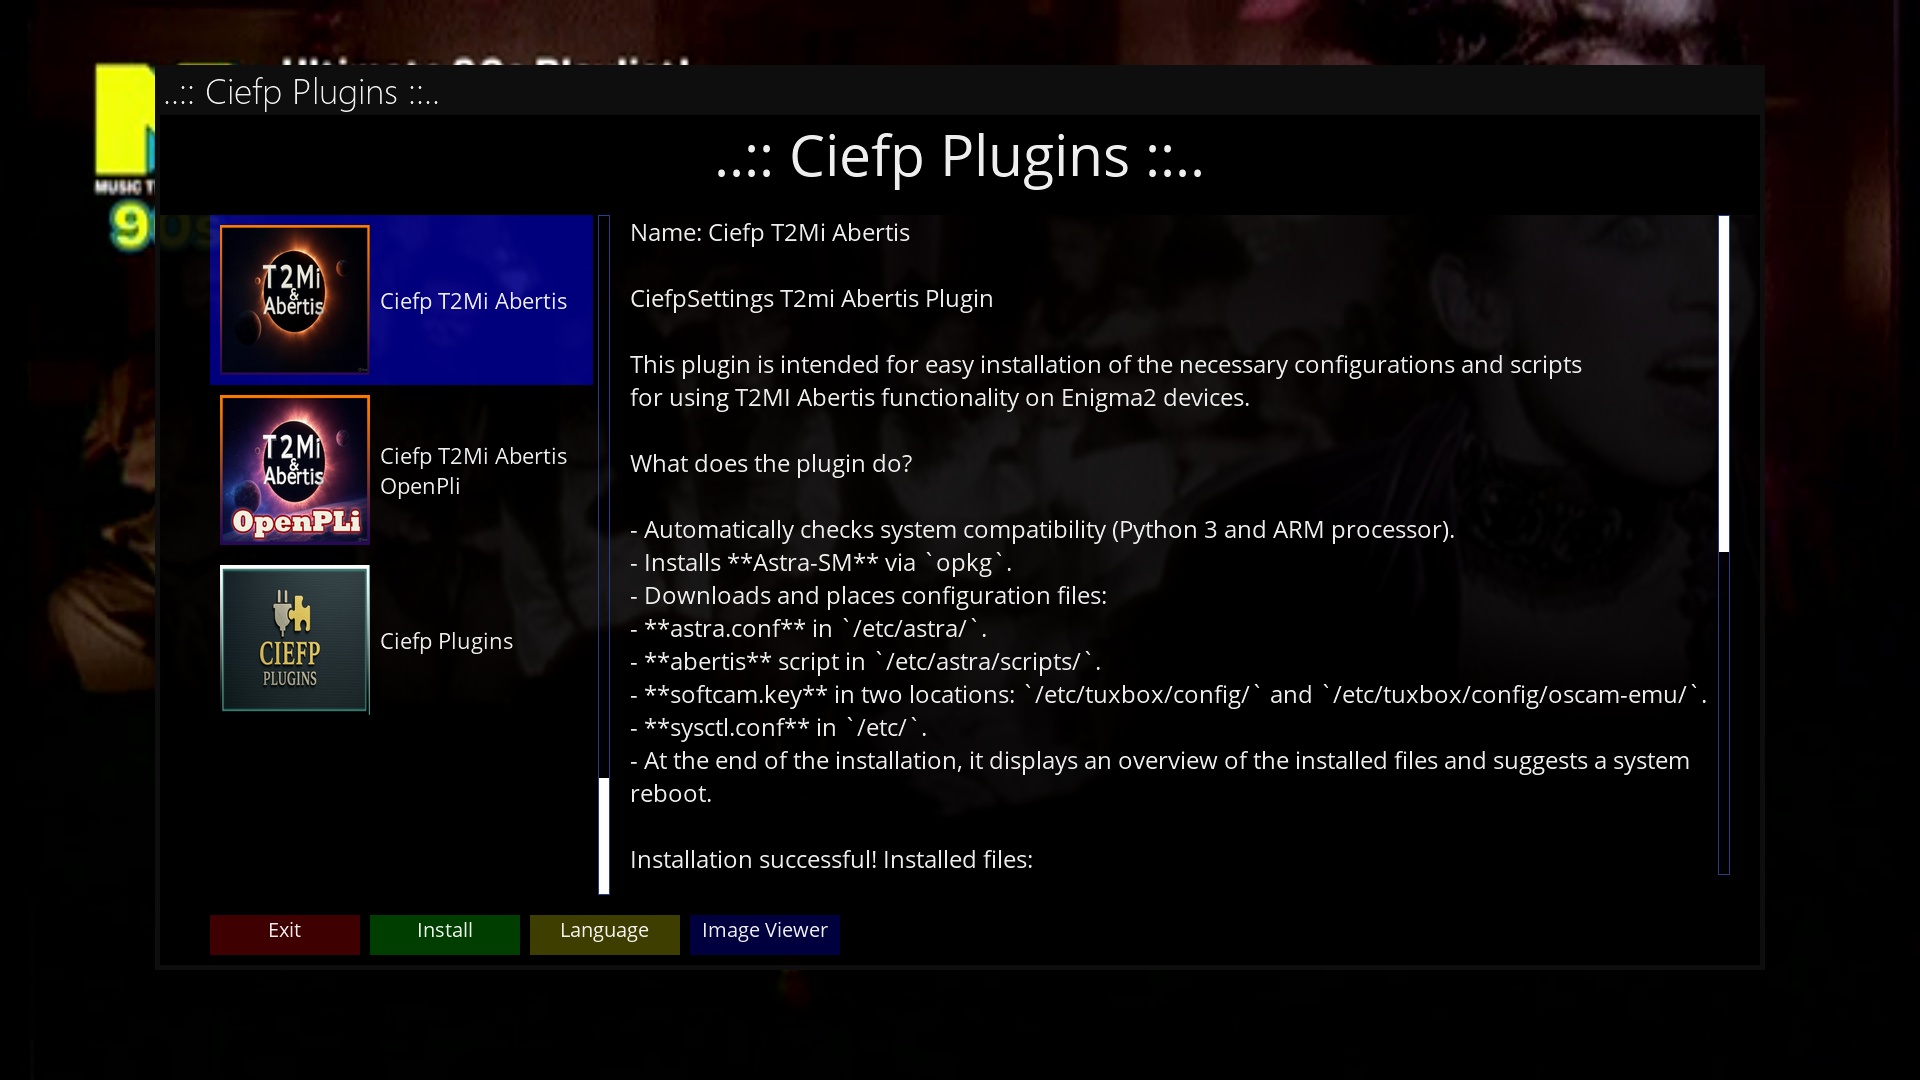 ..:: Ciefp Plugins ::..
..:: Ciefp Plugins ::..
MUSIC T
T2Mi
&
Abertis
Ciefp T2Mi Abertis
T2Mi
&
Abertis
OpenPLi
Ciefp T2Mi Abertis
OpenPli
CIEFP
PLUGINS
Ciefp Plugins
Name: Ciefp T2Mi Abertis
CiefpSettings T2mi Abertis Plugin
This plugin is intended for easy installation of the necessary configurations and scripts
for using T2MI Abertis functionality on Enigma2 devices.
What does the plugin do?
- Automatically checks system compatibility (Python 3 and ARM processor).
- Installs **Astra-SM** via `opkg`.
- Downloads and places configuration files:
- **astra.conf** in `/etc/astra/`.
- **abertis** script in `/etc/astra/scripts/`.
- **softcam.key** in two locations: `/etc/tuxbox/config/` and `/etc/tuxbox/config/oscam-emu/`.
- **sysctl.conf** in `/etc/`.
- At the end of the installation, it displays an overview of the installed files and suggests a system
reboot.
Installation successful! Installed files:
Exit
Install
Language
Image Viewer